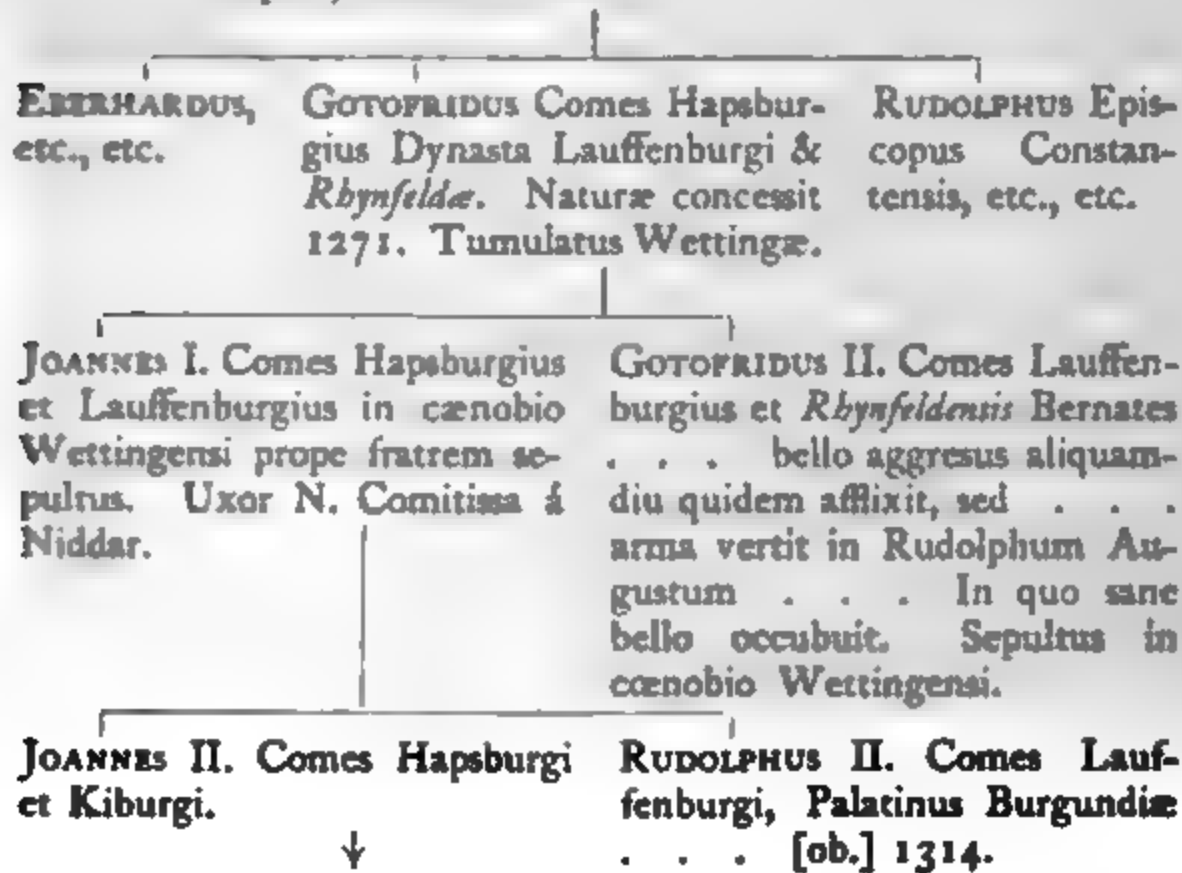 EBERHARDUS,
etc., etc.
GOTOFRIDUS Comes Hapsbur-
gius Dynasta Lauffenburgi &
Rhynfeldæ. Naturæ concessit
1271. Tumulatus Wettingæ.
RUDOLPHUS Epis-
copus Constan-
tensis, etc., etc.
JOANNES I. Comes Hapsburgius
et Lauffenburgius in cænobio
Wettingensi prope fratrem se-
pultus. Uxor N. Comitissa á
Niddar.
GOTOFRIDUS II. Comes Lauffen-
burgius et Rhynfeldensis Bernates
. . . bello aggresus aliquam-
diu quidem afflixit, sed . . .
arma vertit in Rudolphum Au-
gustum . . . In quo sane
bello occubuit. Sepultus in
cœnobio Wettingensi.
JOANNES II. Comes Hapsburgi
et Kiburgi.
RUDOLPHUS II. Comes Lauf-
fenburgi, Palatinus Burgundiæ
. . . [ob.] 1314.